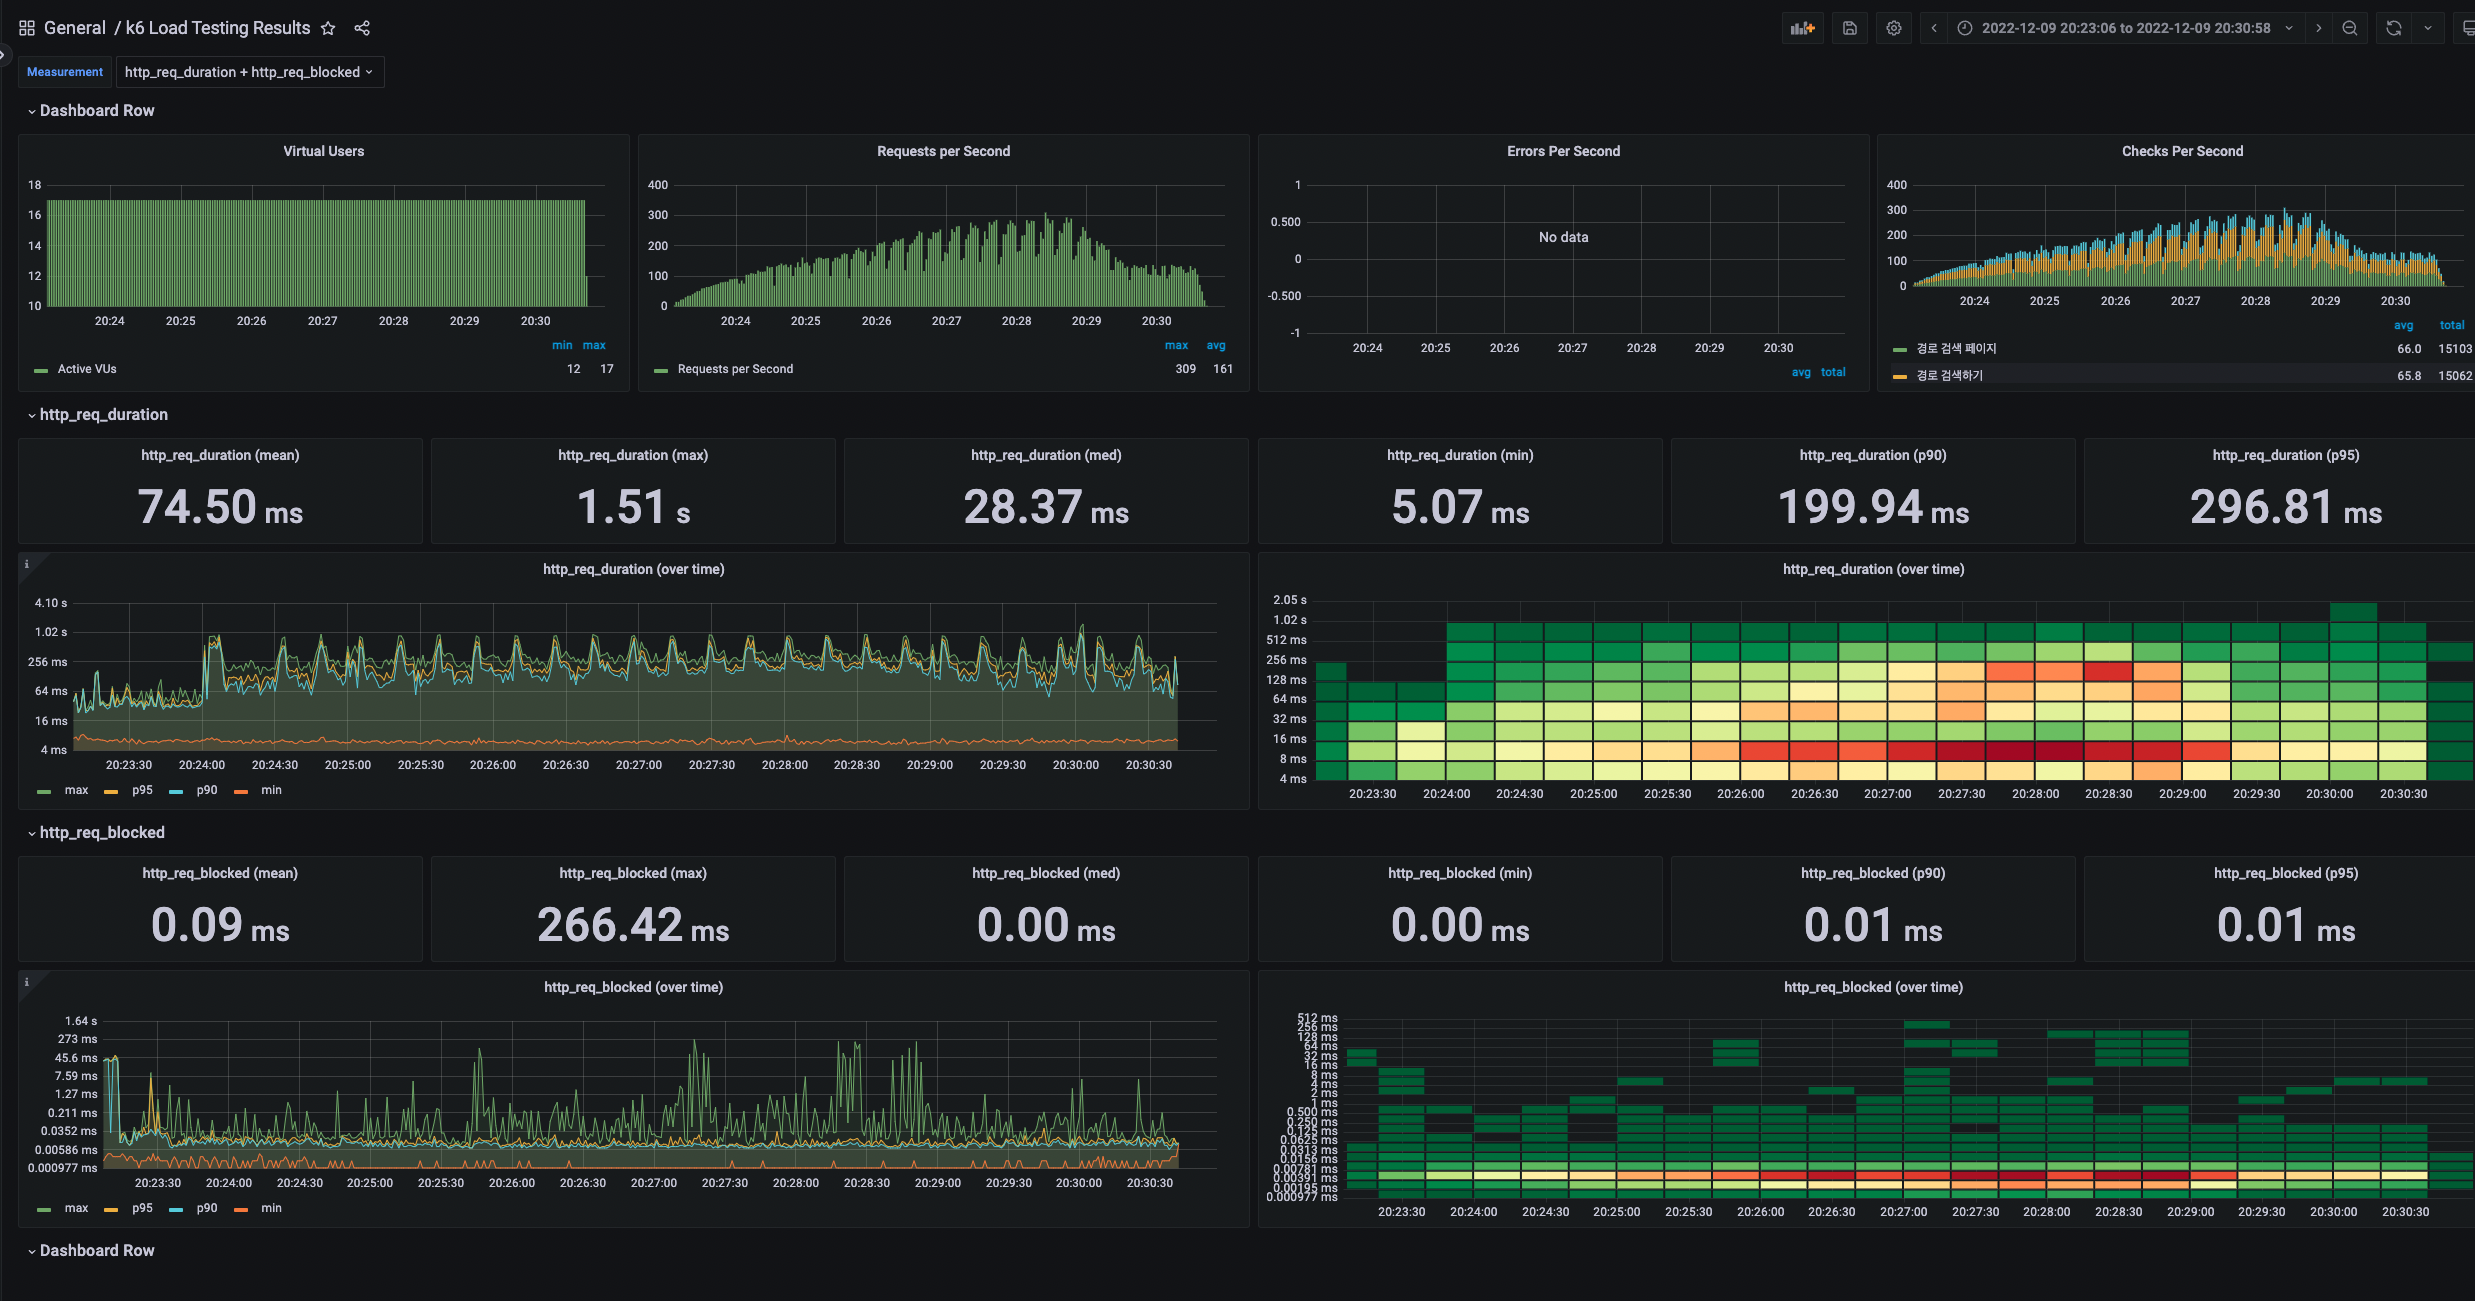 General / k6 Load Testing Results
2022-12-09 20:23:06 to 2022-12-09 20:30:58
Measurement http_req_duration + http_req_blocked
Dashboard Row
Virtual Users
18
16
14
12
10
20:24 20:25 20:26 20:27 20:28 20:29 20:30
min max
Active VUs 12 17
Requests per Second
400
300
200
100
0
20:24 20:25 20:26 20:27 20:28 20:29 20:30
max avg
Requests per Second 309 161
Errors Per Second
1
0.500
0
-0.500
-1
No data
20:24 20:25 20:26 20:27 20:28 20:29 20:30
avg total
Checks Per Second
400
300
200
100
0
20:24 20:25 20:26 20:27 20:28 20:29 20:30
avg total
경로 검색 페이지 66.0 15103
경로 검색하기 65.8 15062
http_req_duration
http_req_duration (mean)
74.50 ms
http_req_duration (max)
1.51 s
http_req_duration (med)
28.37 ms
http_req_duration (min)
5.07 ms
http_req_duration (p90)
199.94 ms
http_req_duration (p95)
296.81 ms
i
http_req_duration (over time)
4.10 s
1.02 s
256 ms
64 ms
16 ms
4 ms
20:23:30 20:24:00 20:24:30 20:25:00 20:25:30 20:26:00 20:26:30 20:27:00 20:27:30 20:28:00 20:28:30 20:29:00 20:29:30 20:30:00 20:30:30
max p95 p90 min
http_req_duration (over time)
2.05 s
1.02 s
512 ms
256 ms
128 ms
64 ms
32 ms
16 ms
8 ms
4 ms
20:23:30 20:24:00 20:24:30 20:25:00 20:25:30 20:26:00 20:26:30 20:27:00 20:27:30 20:28:00 20:28:30 20:29:00 20:29:30 20:30:00 20:30:30
http_req_blocked
http_req_blocked (mean)
0.09 ms
http_req_blocked (max)
266.42 ms
http_req_blocked (med)
0.00 ms
http_req_blocked (min)
0.00 ms
http_req_blocked (p90)
0.01 ms
http_req_blocked (p95)
0.01 ms
i
http_req_blocked (over time)
1.64 s
273 ms
45.6 ms
7.59 ms
1.27 ms
0.211 ms
0.0352 ms
0.00586 ms
0.000977 ms
20:23:30 20:24:00 20:24:30 20:25:00 20:25:30 20:26:00 20:26:30 20:27:00 20:27:30 20:28:00 20:28:30 20:29:00 20:29:30 20:30:00 20:30:30
max p95 p90 min
http_req_blocked (over time)
512 ms
256 ms
128 ms
64 ms
32 ms
16 ms
8 ms
4 ms
2 ms
1 ms
0.500 ms
0.250 ms
0.125 ms
0.0625 ms
0.0313 ms
0.0156 ms
0.00781 ms
0.00391 ms
0.00195 ms
0.000977 ms
20:23:30 20:24:00 20:24:30 20:25:00 20:25:30 20:26:00 20:26:30 20:27:00 20:27:30 20:28:00 20:28:30 20:29:00 20:29:30 20:30:00 20:30:30
Dashboard Row